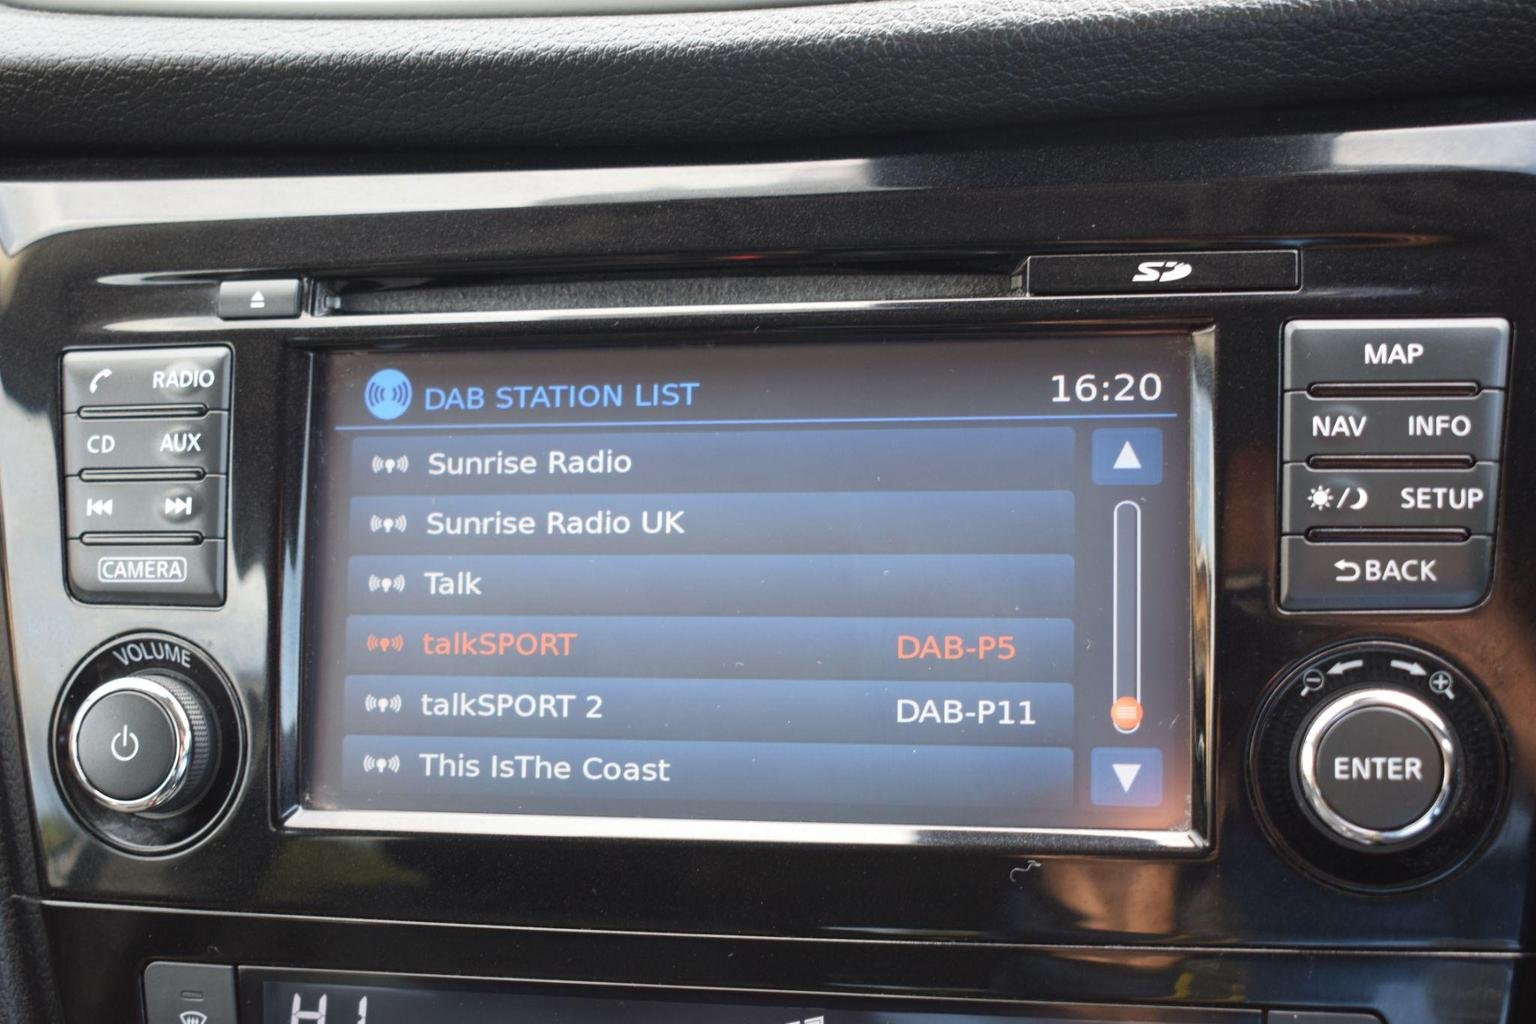 SD
RADIO
CD AUX
CAMERA
VOLUME
DAB STATION LIST 16:20
Sunrise Radio
Sunrise Radio UK
Talk
talkSPORT DAB-P5
talkSPORT 2 DAB-P11
This IsThe Coast
MAP
NAV INFO
/ SETUP
BACK
ENTER